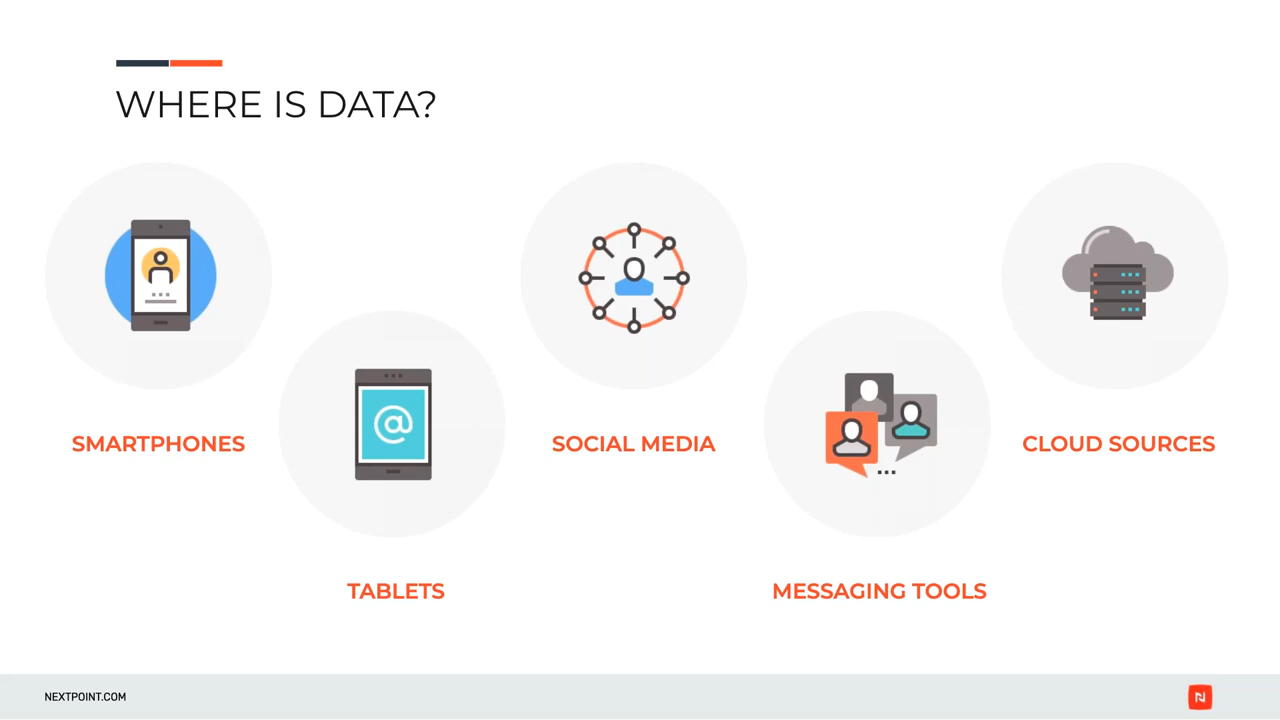 WHERE IS DATA?
SMARTPHONES
TABLETS
SOCIAL MEDIA
MESSAGING TOOLS
CLOUD SOURCES
@
NEXTPOINT.COM
N